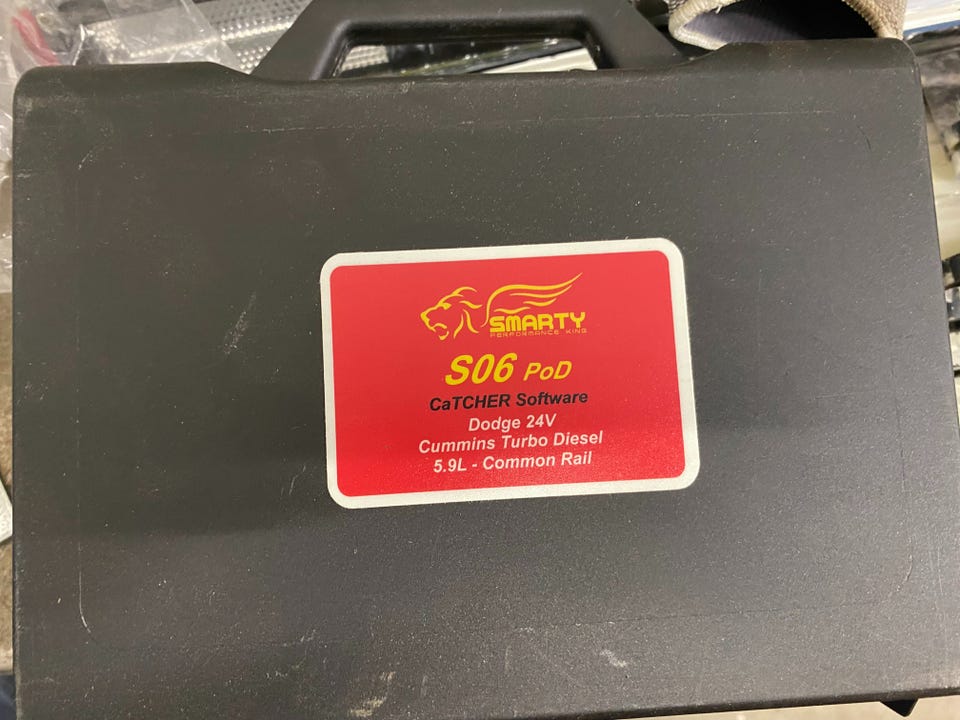 SMARTY
PERFORMANCE KING
S06 PoD
CaTCHER Software
Dodge 24V
Cummins Turbo Diesel
5.9L - Common Rail